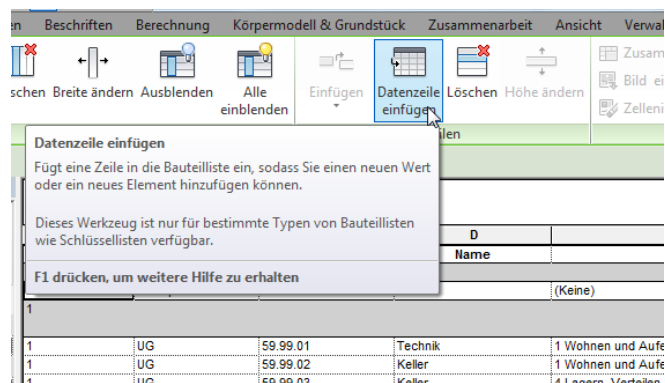 en Beschriften Berechnung Körpermodell & Grundstück Zusammenarbeit Ansicht Verwal
schen Breite ändern Ausblenden Alle einblenden Einfügen Datenzeile einfügen Löschen Höhe ändern
Zusam
Bild ei
Zelleni
ilen
Datenzeile einfügen
Fügt eine Zeile in die Bauteilliste ein, sodass Sie einen neuen Wert
oder ein neues Element hinzufügen können.
Dieses Werkzeug ist nur für bestimmte Typen von Bauteillisten
wie Schlüssellisten verfügbar.
F1 drücken, um weitere Hilfe zu erhalten
D
Name
(Keine)
1
1 UG 59.99.01 Technik 1 Wohnen und Aufe
1 UG 59.99.02 Keller 1 Wohnen und Aufe
1 UG 59.99.03 Keller 4 Lagern, Verteilen